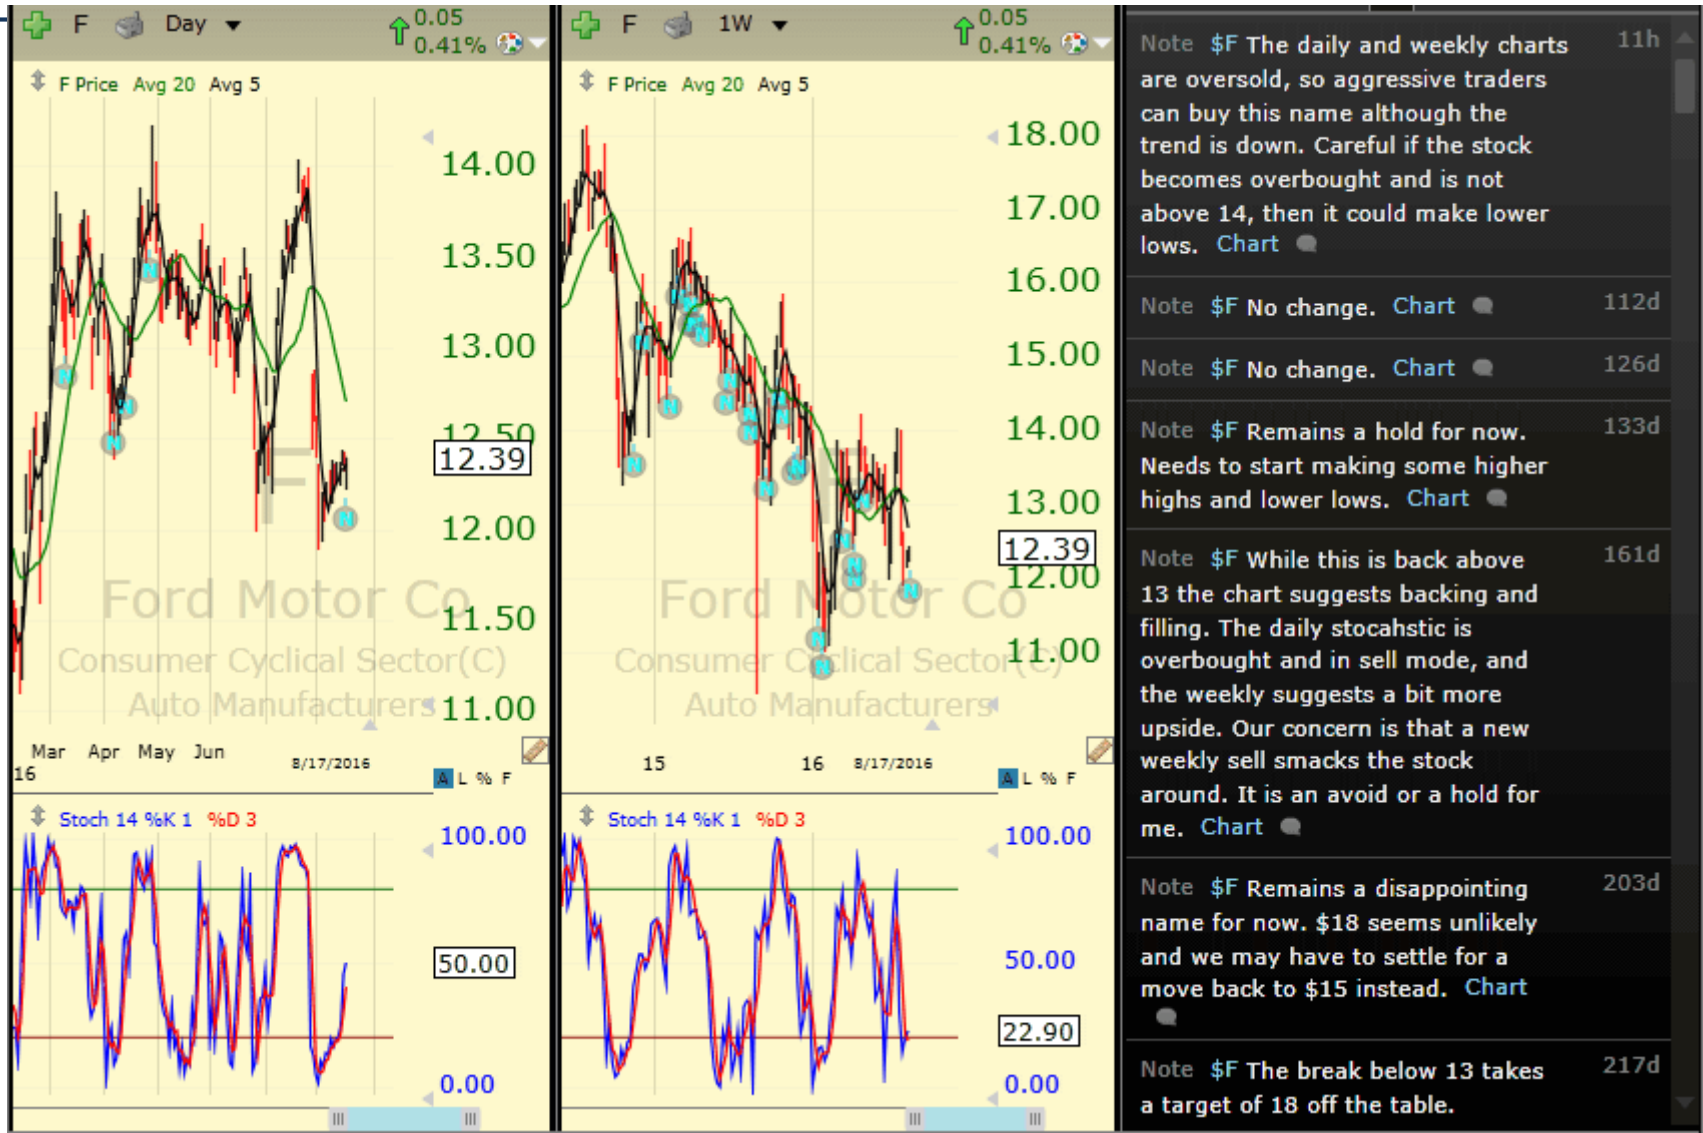 F Day 0.05
0.41%
F Price Avg 20 Avg 5
14.00
13.50
13.00
12.50
12.39
12.00
11.50
11.00
F
Ford Motor Co
Consumer Cyclical Sector(C)
Auto Manufacturers
Mar Apr May Jun 8/17/2016
16
A L % F
Stoch 14 %K 1 %D 3
100.00
50.00
0.00
F 1W 0.05
0.41%
F Price Avg 20 Avg 5
18.00
17.00
16.00
15.00
14.00
13.00
12.39
12.00
11.00
F
Ford Motor Co
Consumer Cyclical Sector(C)
Auto Manufacturers
15 16 8/17/2016
A L % F
Stoch 14 %K 1 %D 3
100.00
50.00
22.90
0.00
Note $F The daily and weekly charts 11h
are oversold, so aggressive traders
can buy this name although the
trend is down. Careful if the stock
becomes overbought and is not
above 14, then it could make lower
lows. Chart
Note $F No change. Chart 112d
Note $F No change. Chart 126d
Note $F Remains a hold for now. 133d
Needs to start making some higher
highs and lower lows. Chart
Note $F While this is back above 161d
13 the chart suggests backing and
filling. The daily stocahstic is
overbought and in sell mode, and
the weekly suggests a bit more
upside. Our concern is that a new
weekly sell smacks the stock
around. It is an avoid or a hold for
me. Chart
Note $F Remains a disappointing 203d
name for now. $18 seems unlikely
and we may have to settle for a
move back to $15 instead. Chart
Note $F The break below 13 takes 217d
a target of 18 off the table.